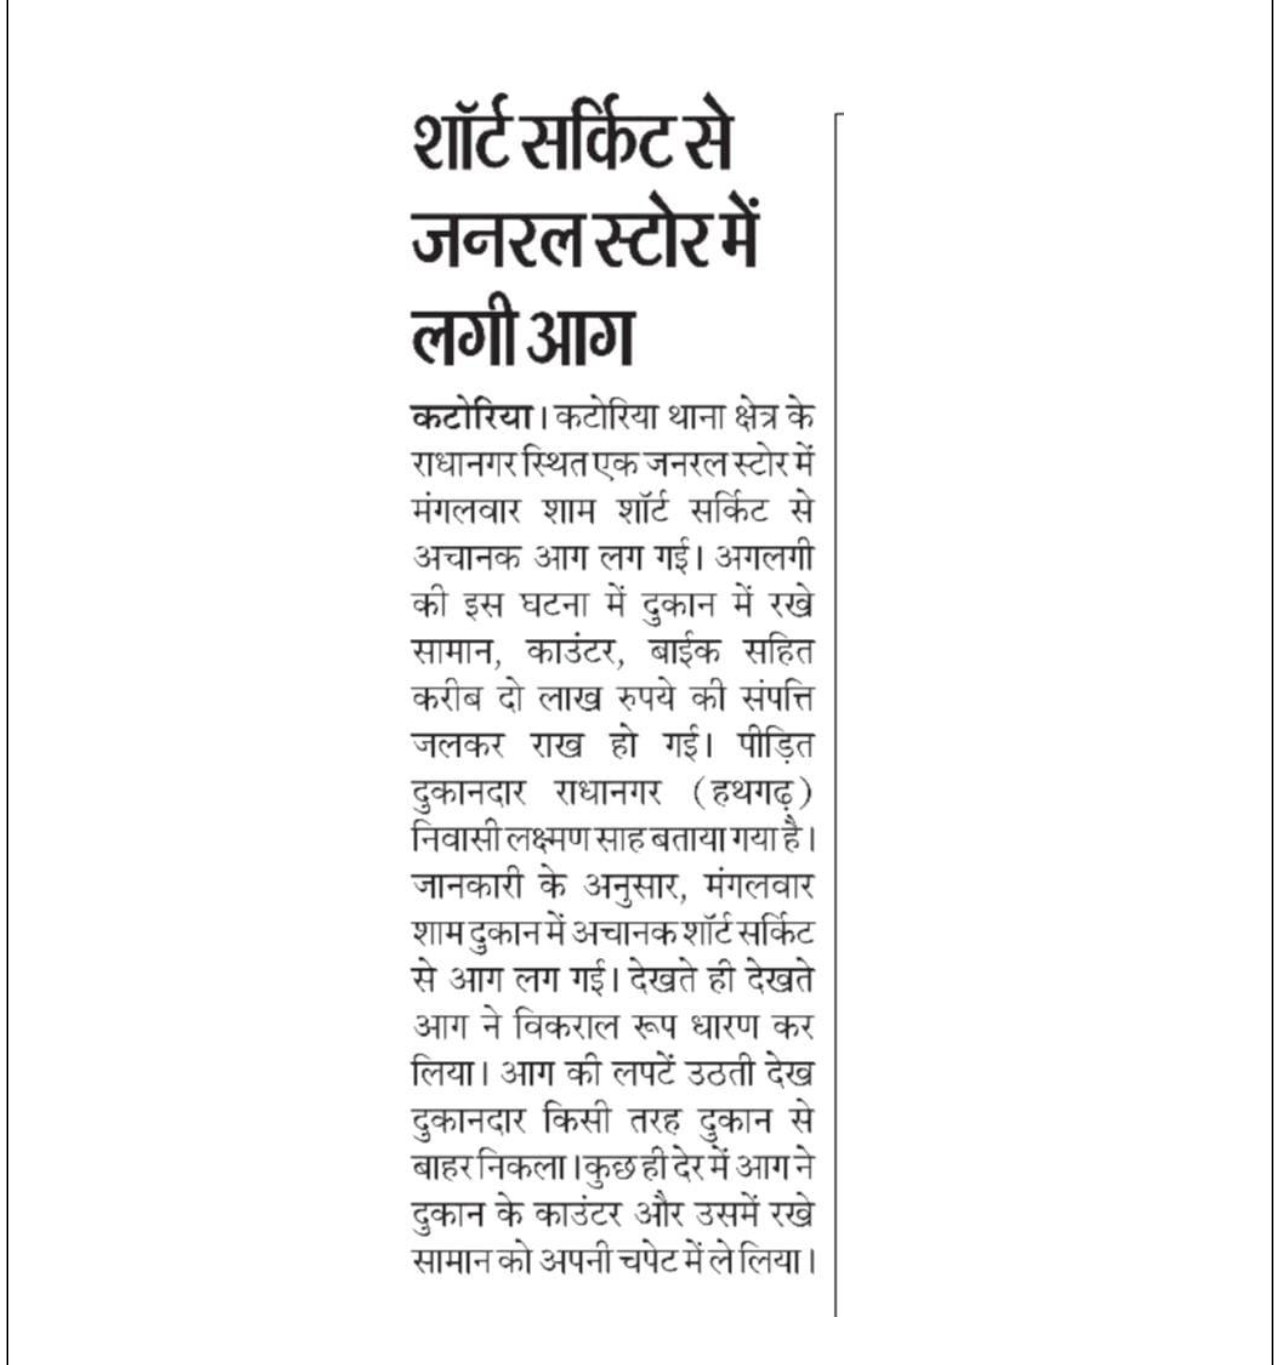 शॉर्ट सर्किट से
जनरल स्टोर में
लगी आग
कटोरिया। कटोरिया थाना क्षेत्र के
राधानगर स्थित एक जनरल स्टोर में
मंगलवार शाम शॉर्ट सर्किट से
अचानक आग लग गई। अगलगी
की इस घटना में दुकान में रखे
सामान, काउंटर, बाईक सहित
करीब दो लाख रुपये की संपत्ति
जलकर राख हो गई। पीड़ित
दुकानदार राधानगर (हथगढ़)
निवासी लक्ष्मण साह बताया गया है।
जानकारी के अनुसार, मंगलवार
शाम दुकान में अचानक शॉर्ट सर्किट
से आग लग गई। देखते ही देखते
आग ने विकराल रूप धारण कर
लिया। आग की लपटें उठती देख
दुकानदार किसी तरह दुकान से
बाहर निकला। कुछ ही देर में आग ने
दुकान के काउंटर और उसमें रखे
सामान को अपनी चपेट में ले लिया।